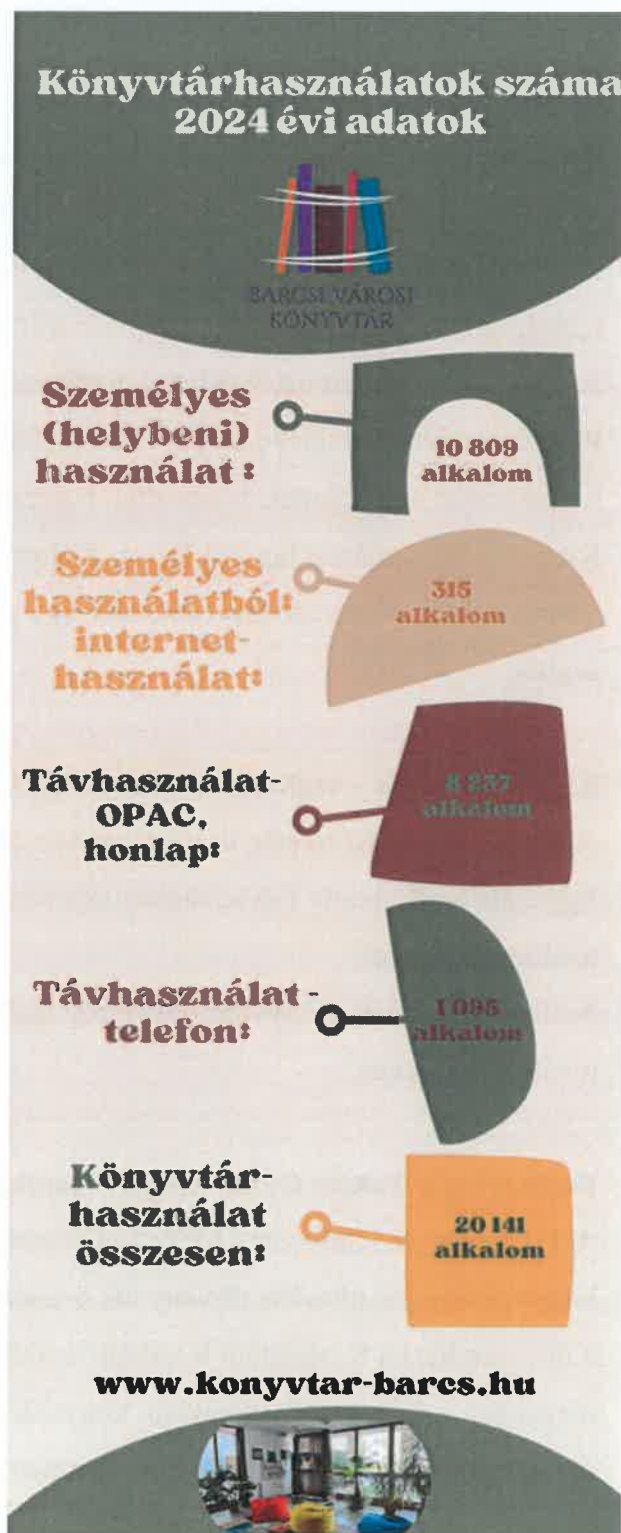 Könyvtárhasználatok száma
2024 évi adatok
BARCSI VÁROSI
KÖNYVTÁR
Személyes
(helybeni)
használat :
10 809
alkalom
Személyes
használatból:
internet-
használat:
315
alkalom
Távhasználat-
OPAC,
honlap:
8 237
alkalom
Távhasználat -
telefon:
1 095
alkalom
Könyvtár-
használat
összesen:
20 141
alkalom
www.konyvtar-barcs.hu